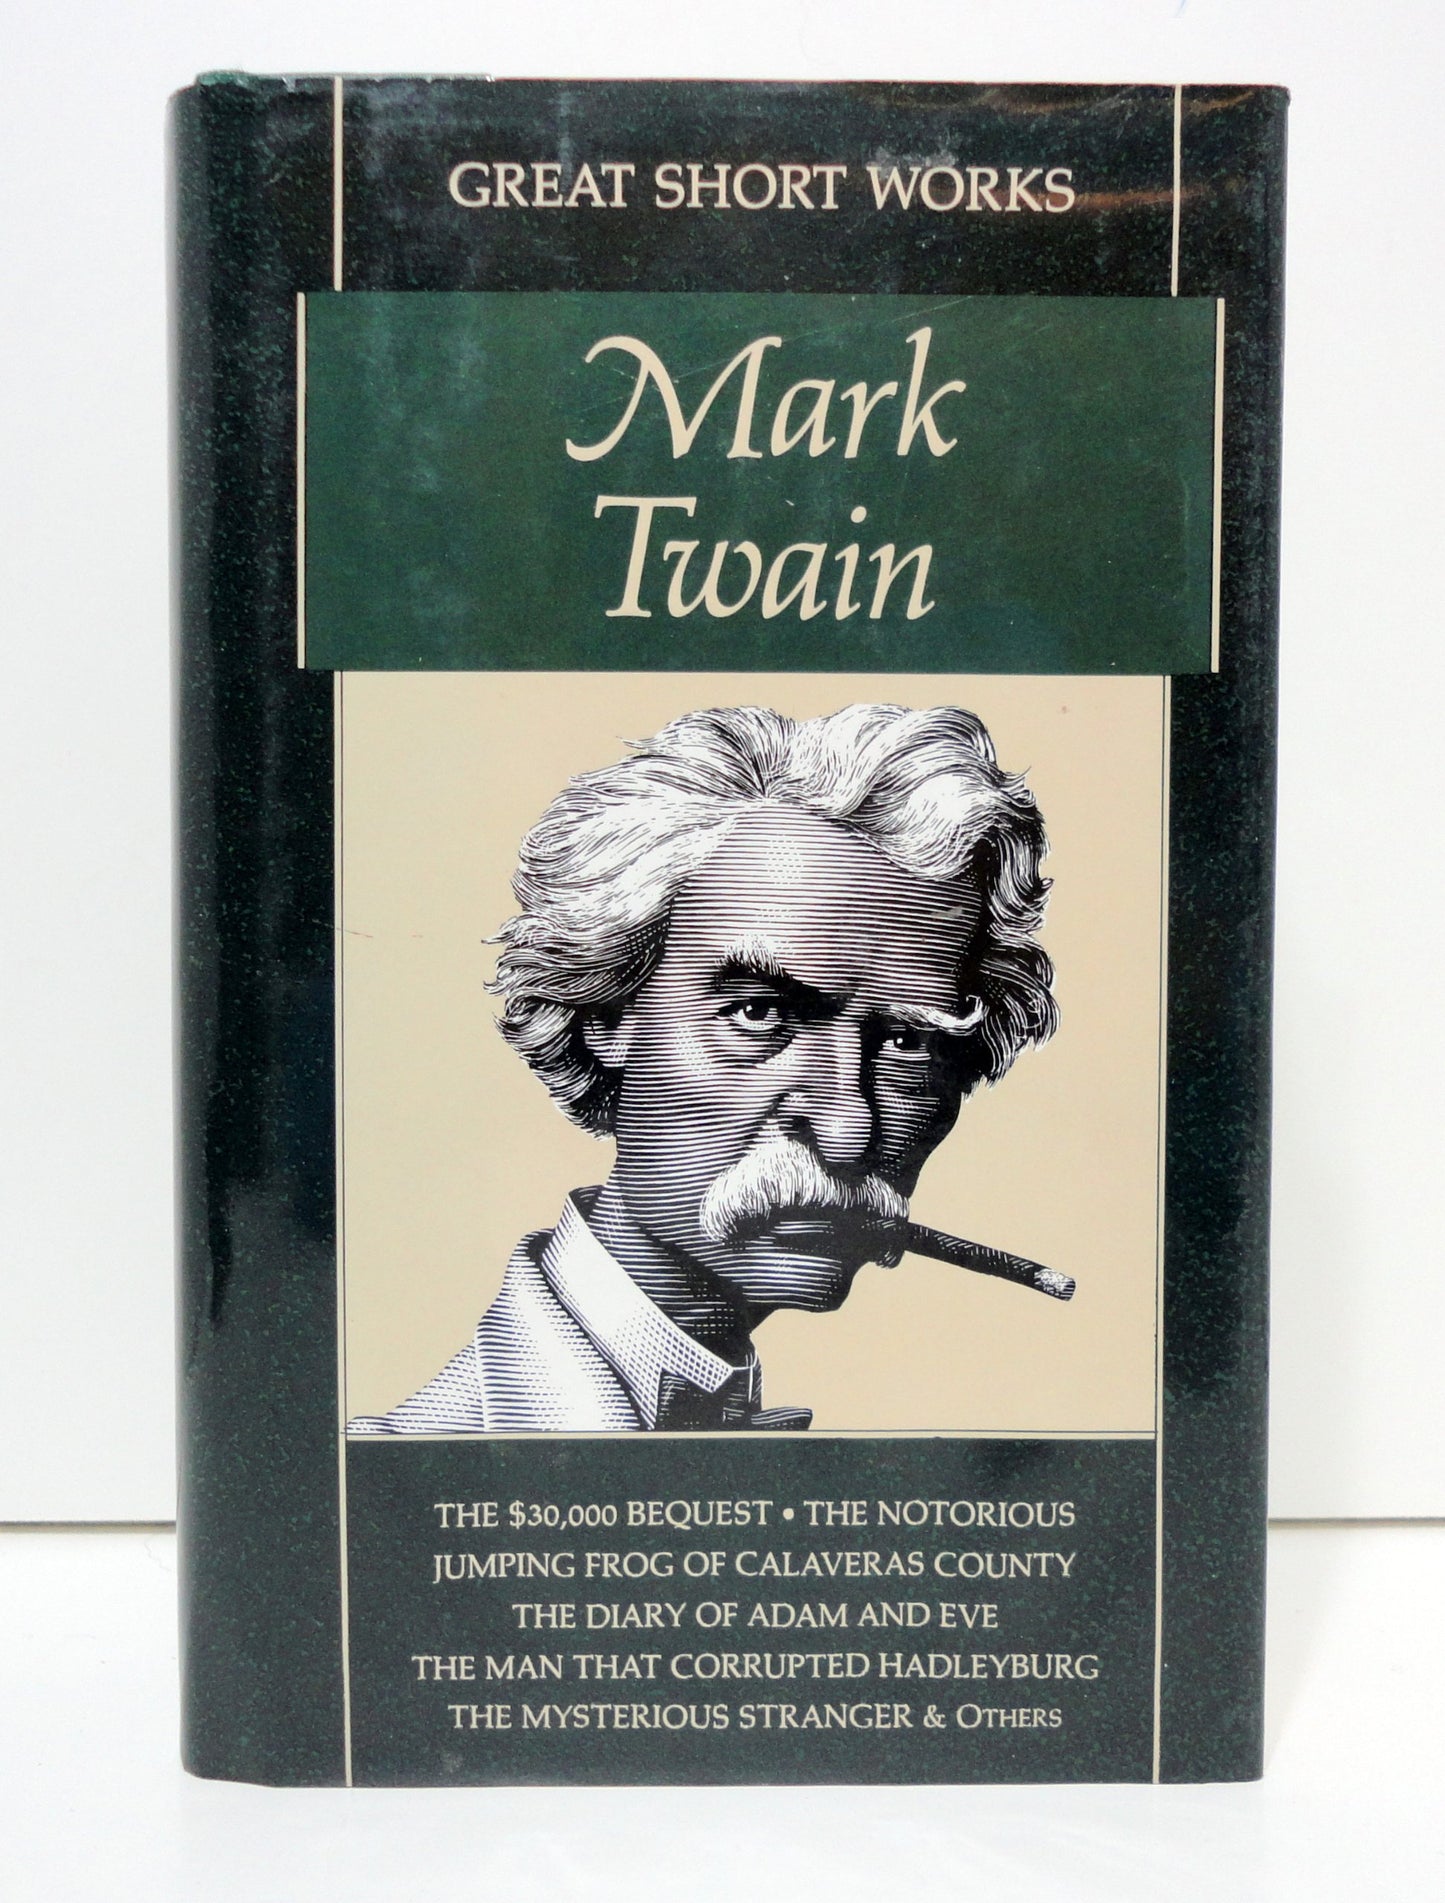 GREAT SHORT WORKS
Mark
Twain
THE $30,000 BEQUEST • THE NOTORIOUS
JUMPING FROG OF CALAVERAS COUNTY
THE DIARY OF ADAM AND EVE
THE MAN THAT CORRUPTED HADLEYBURG
THE MYSTERIOUS STRANGER & OTHERS